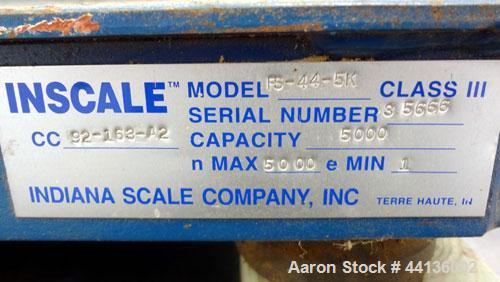 INSCALE™ MODEL FS-44-5K CLASS III
SERIAL NUMBER 85666
CC 92-163-A2 CAPACITY 5000
n MAX 5000 e MIN 1
INDIANA SCALE COMPANY, INC TERRE HAUTE, IN
Aaron Stock #